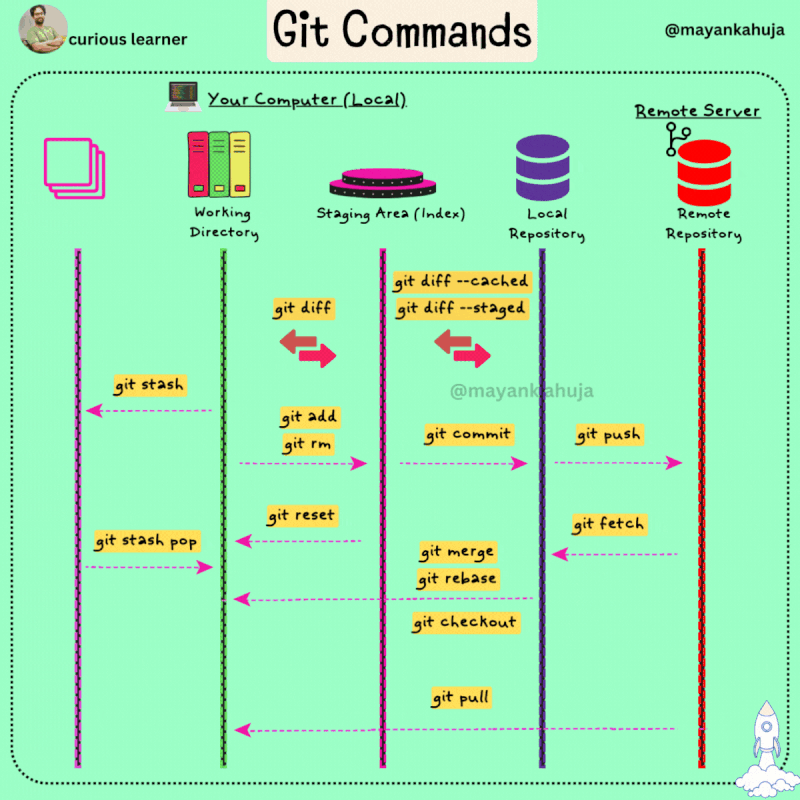 curious learner
Git Commands
@mayankahuja
Your Computer (Local)
Remote Server
Working
Directory
Staging Area (Index)
Local
Repository
Remote
Repository
git diff --cached
git diff
git diff --staged
git stash
@mayankahuja
git add
git rm
git commit
git push
git reset
git fetch
git stash pop
git merge
git rebase
git checkout
git pull